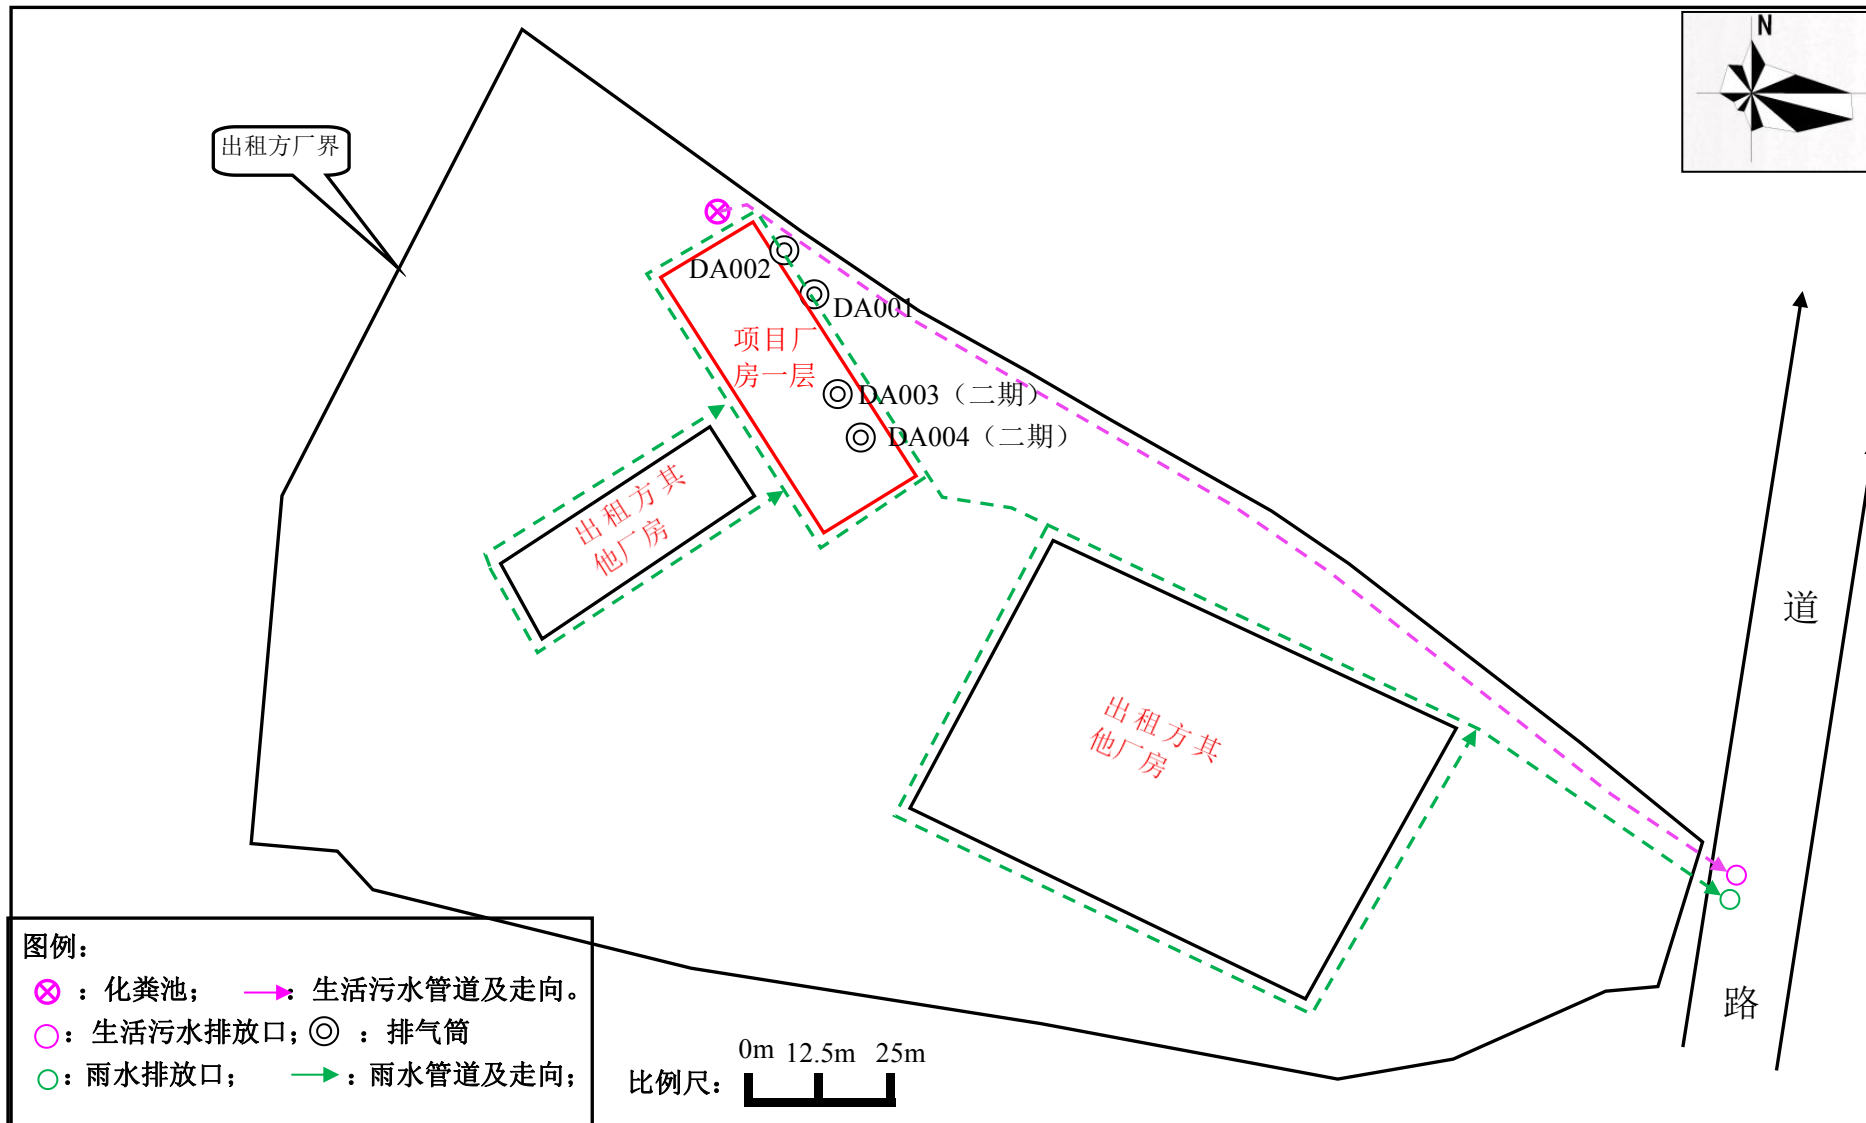 N
出租方厂界
DA002
DA001
项目厂
房一层
DA003（二期）
DA004（二期）
出租方其
他厂房
出租方其
他厂房
道
路
图例：
：化粪池； ：生活污水管道及走向。
：生活污水排放口； ：排气筒
：雨水排放口； ：雨水管道及走向；
0m 12.5m 25m
比例尺：